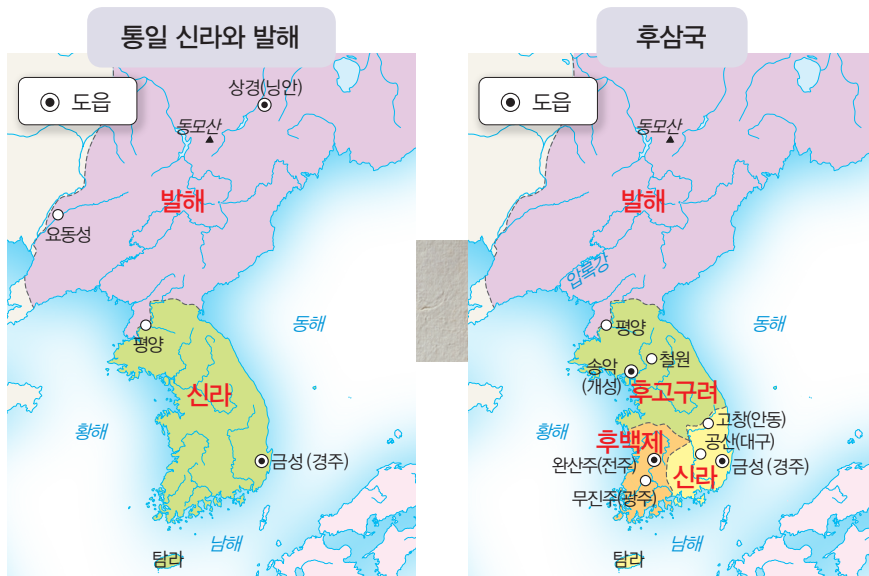 통일 신라와 발해
도읍
상경(닝안)
동모산
발해
요동성
평양
동해
신라
황해
금성 (경주)
남해
탐라
후삼국
도읍
동모산
발해
압록강
평양
동해
철원
송악
(개성)
후고구려
고창(안동)
황해
후백제
공산(대구)
완산주(전주)
신라
금성 (경주)
무진주(광주)
남해
탐라